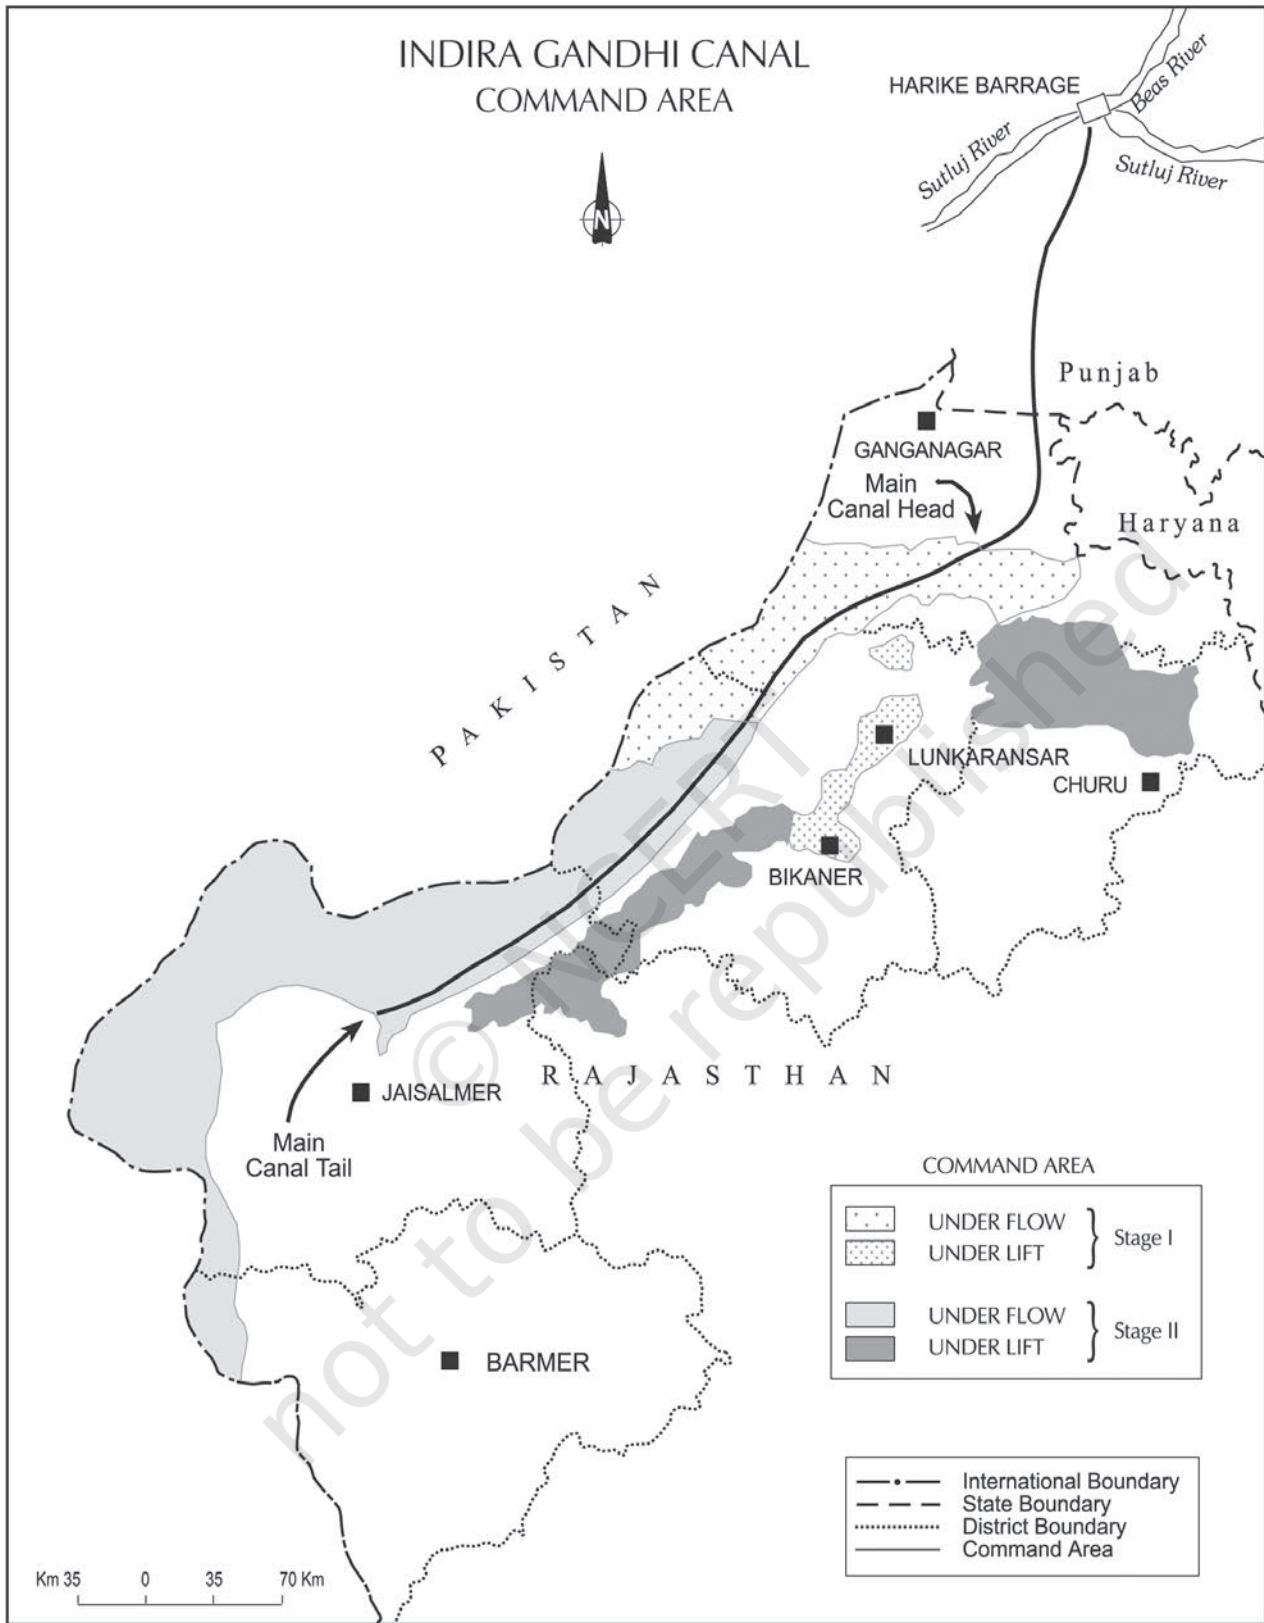 INDIRA GANDHI CANAL
COMMAND AREA
HARIKE BARRAGE
Beas River
Sutluj River
Sutluj River
N
Punjab
GANGANAGAR
Main
Canal Head
Haryana
PAKISTAN
LUNKARANSAR
CHURU
BIKANER
RAJASTHAN
JAISALMER
Main
Canal Tail
BARMER
COMMAND AREA
UNDER FLOW
UNDER LIFT
Stage I
UNDER FLOW
UNDER LIFT
Stage II
International Boundary
State Boundary
District Boundary
Command Area
Km 35 0 35 70 Km
© NCERT
not to be republished